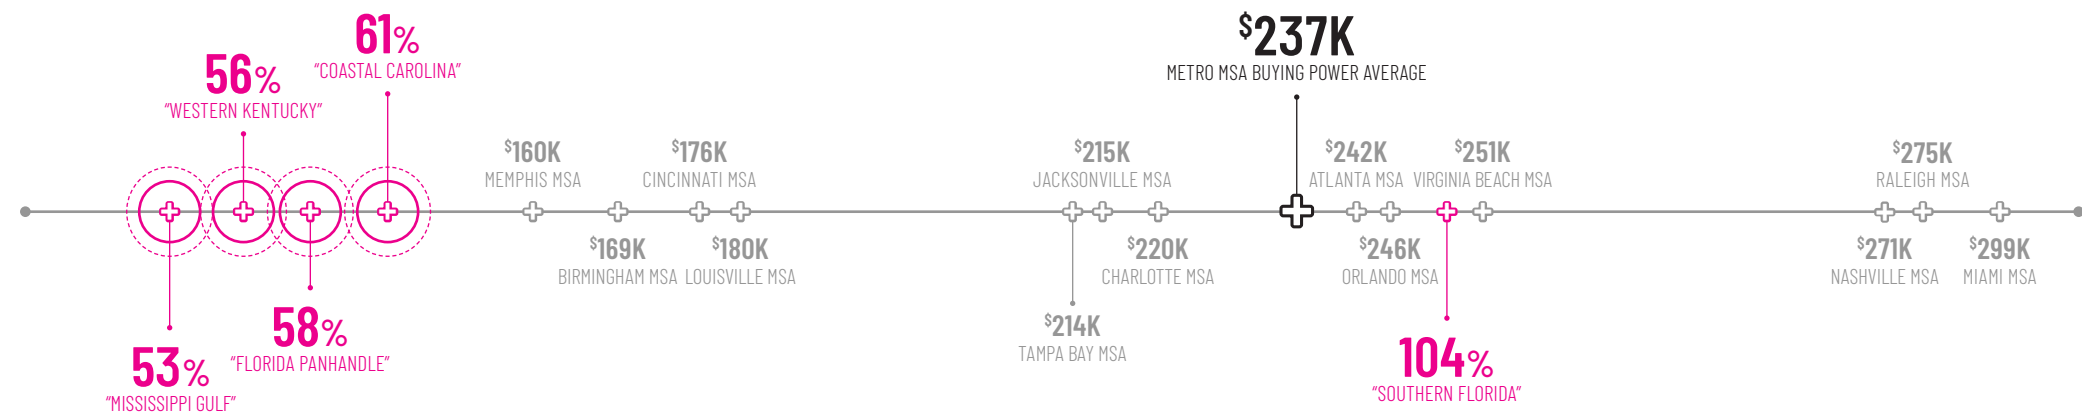 61%
“COASTAL CAROLINA”
56%
“WESTERN KENTUCKY”
$237K
METRO MSA BUYING POWER AVERAGE
$160K
MEMPHIS MSA
$176K
CINCINNATI MSA
$215K
JACKSONVILLE MSA
$242K
ATLANTA MSA
$251K
VIRGINIA BEACH MSA
$275K
RALEIGH MSA
$169K
BIRMINGHAM MSA
$180K
LOUISVILLE MSA
$220K
CHARLOTTE MSA
$246K
ORLANDO MSA
$271K
NASHVILLE MSA
$299K
MIAMI MSA
58%
“FLORIDA PANHANDLE”
$214K
TAMPA BAY MSA
53%
“MISSISSIPPI GULF”
104%
“SOUTHERN FLORIDA”